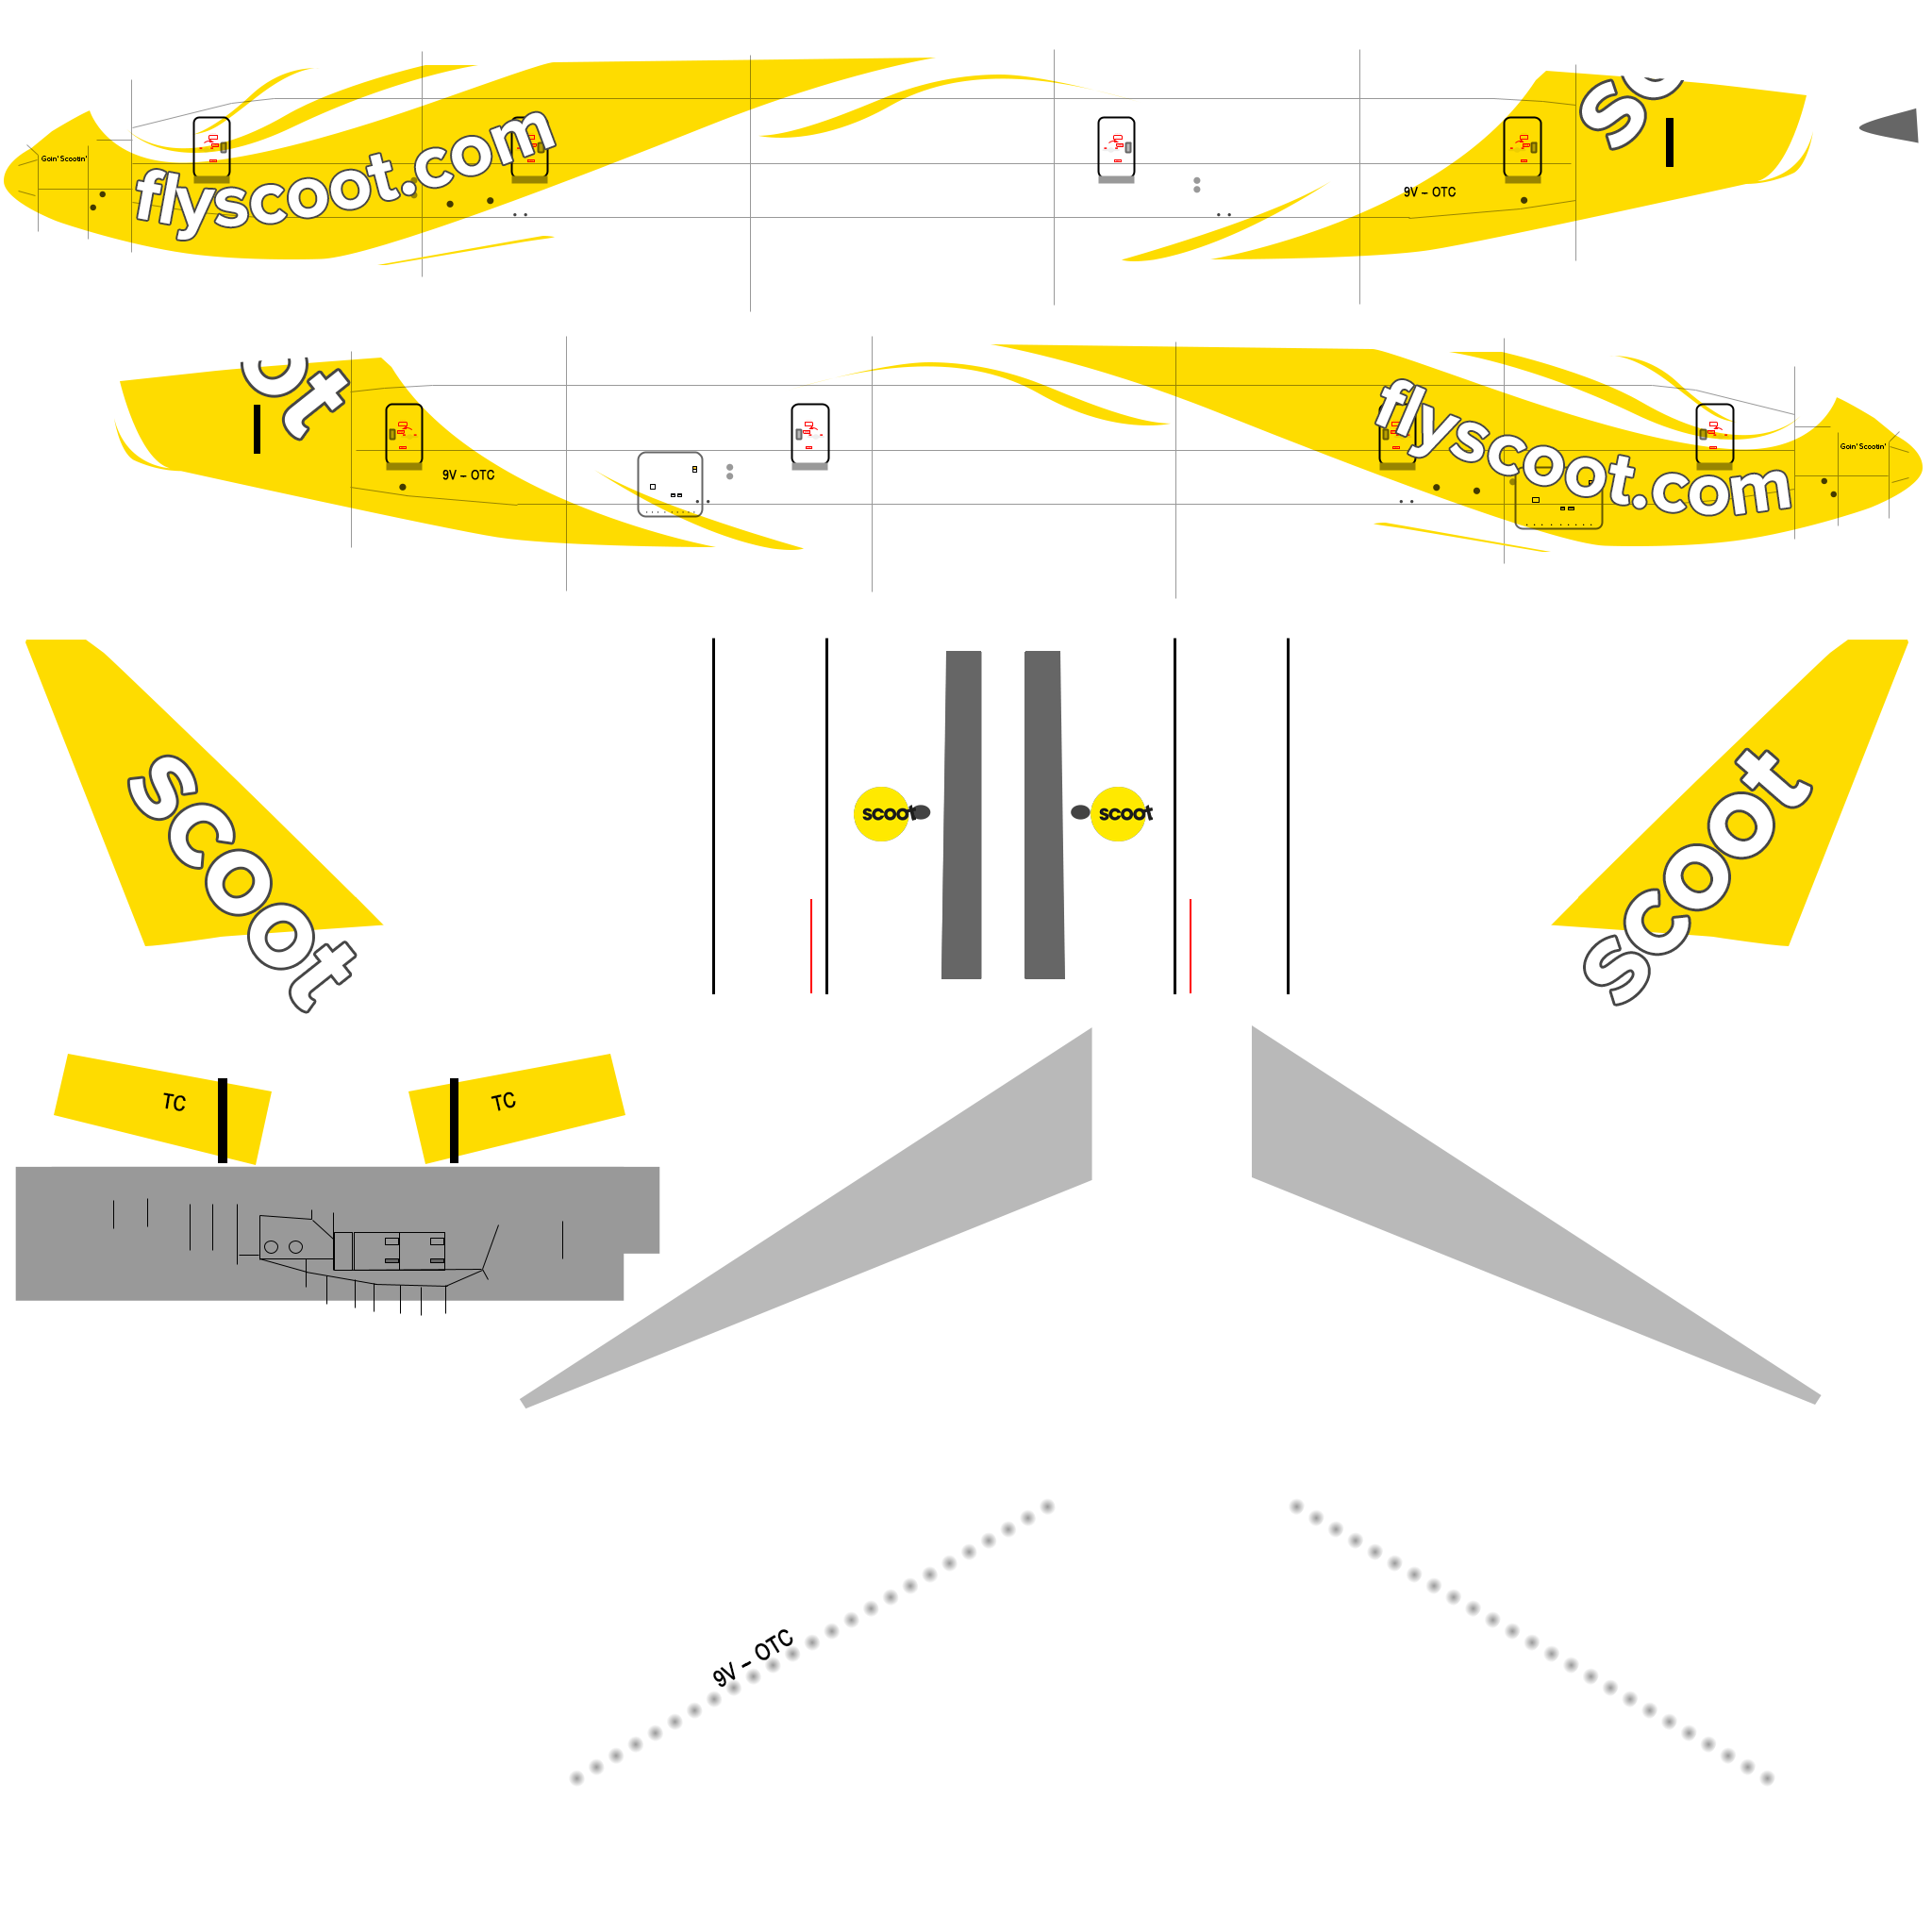 Goin' Scootin'
flyscoot.com
9V – OTC
sc
ot
9V – OTC
flyscoot.com
Goin' Scootin'
scoot
scoot
scoot
scoot
TC
TC
9V – OTC